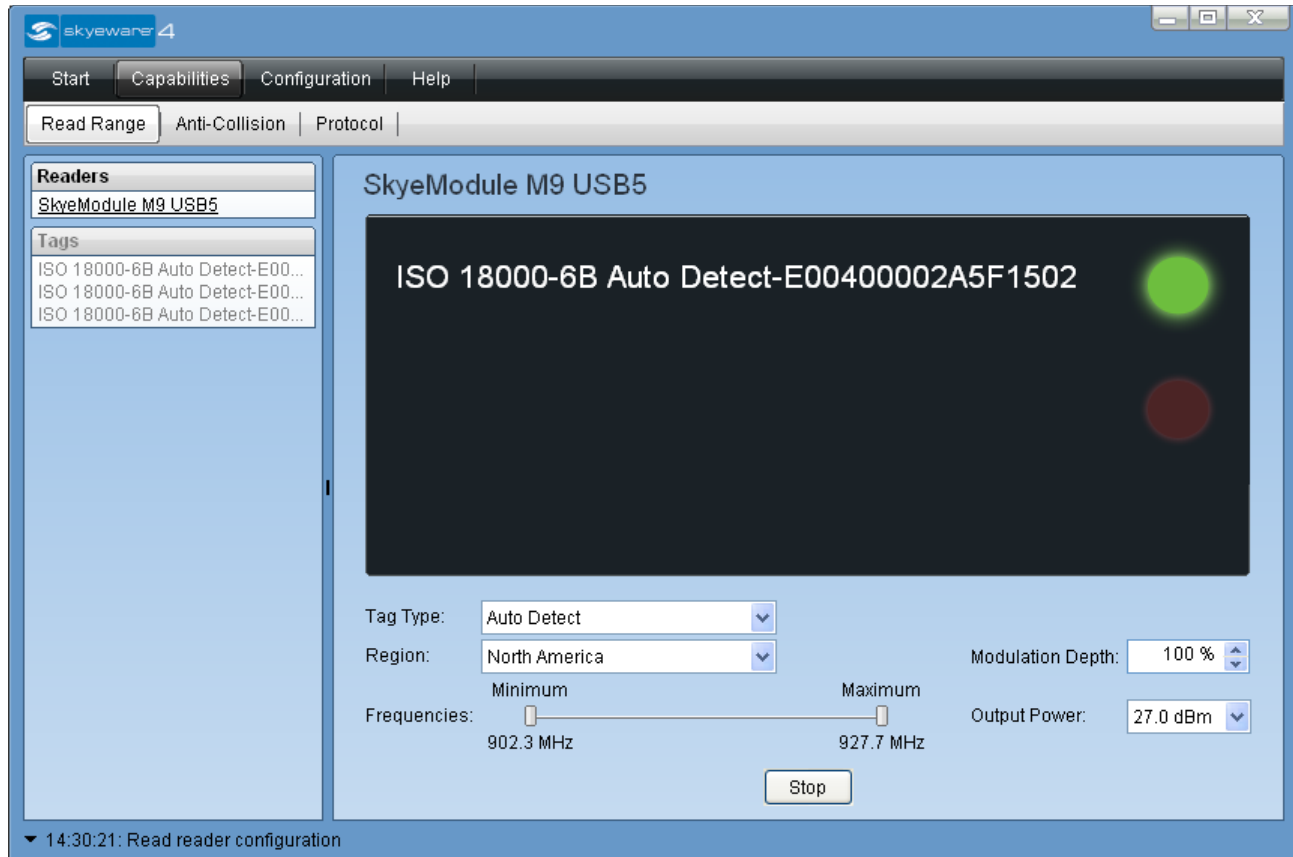 skyeware 4
Start Capabilities Configuration Help
Read Range Anti-Collision Protocol
Readers
SkyeModule M9 USB5
Tags
ISO 18000-6B Auto Detect-E00...
ISO 18000-6B Auto Detect-E00...
ISO 18000-6B Auto Detect-E00...
SkyeModule M9 USB5
ISO 18000-6B Auto Detect-E00400002A5F1502
Tag Type: Auto Detect
Region: North America
Modulation Depth: 100 %
Minimum Maximum
Frequencies:
902.3 MHz 927.7 MHz
Output Power: 27.0 dBm
Stop
14:30:21: Read reader configuration